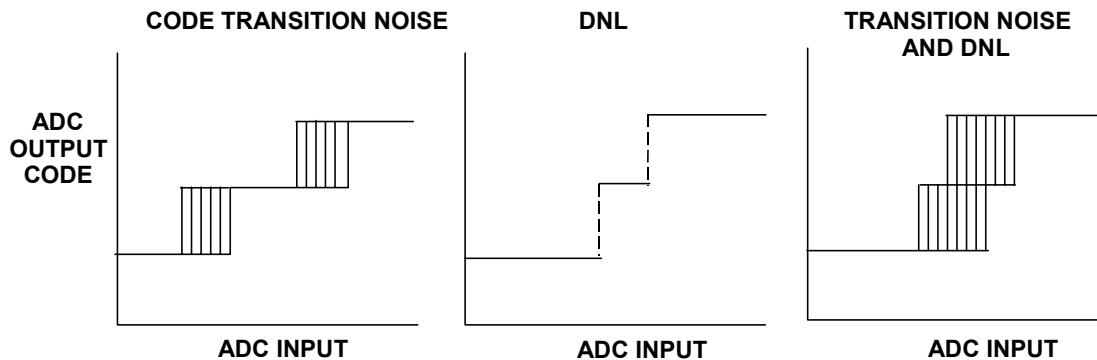 CODE TRANSITION NOISE
DNL
TRANSITION NOISE
AND DNL
ADC
OUTPUT
CODE
ADC INPUT
ADC INPUT
ADC INPUT